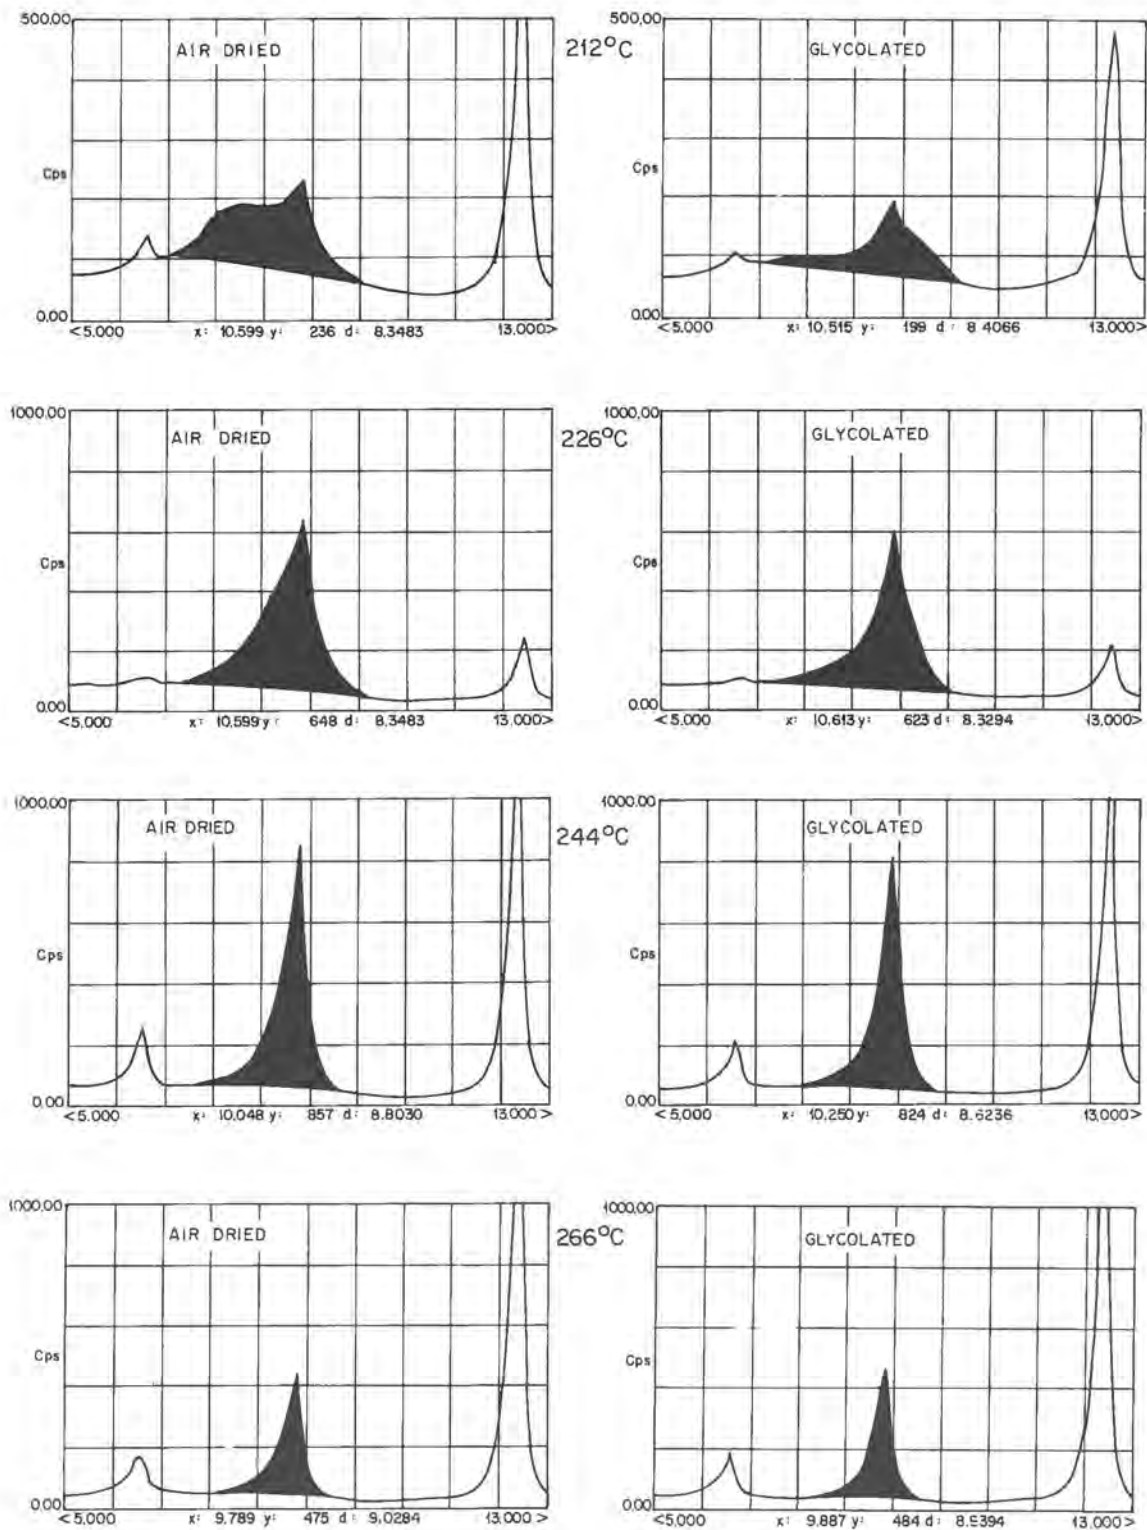 500.00
AIR DRIED
212°C
GLYCOLATED
Cps
Cps
0.00
<5.000 x: 10.599 y: 236 d: 8.3483 13.000>
<5.000 x: 10.515 y: 199 d: 8.4066 13.000>
1000.00
AIR DRIED
226°C
GLYCOLATED
Cps
Cps
0.00
0.00
<5.000 x: 10.599 y: 648 d: 8.3483 13.000>
<5.000 x: 10.613 y: 623 d: 8.3294 13.000>
1000.00
1000.00
AIR DRIED
244°C
GLYCOLATED
Cps
Cps
0.00
0.00
<5.000 x: 10.048 y: 857 d: 8.8030 13.000>
<5.000 x: 10.250 y: 824 d: 8.6236 13.000>
1000.00
1000.00
AIR DRIED
266°C
GLYCOLATED
Cps
Cps
0.00
0.00
<5.000 x: 9.789 y: 475 d: 9.0284 13.000>
<5.000 x: 9.887 y: 484 d: 8.9394 13.000>